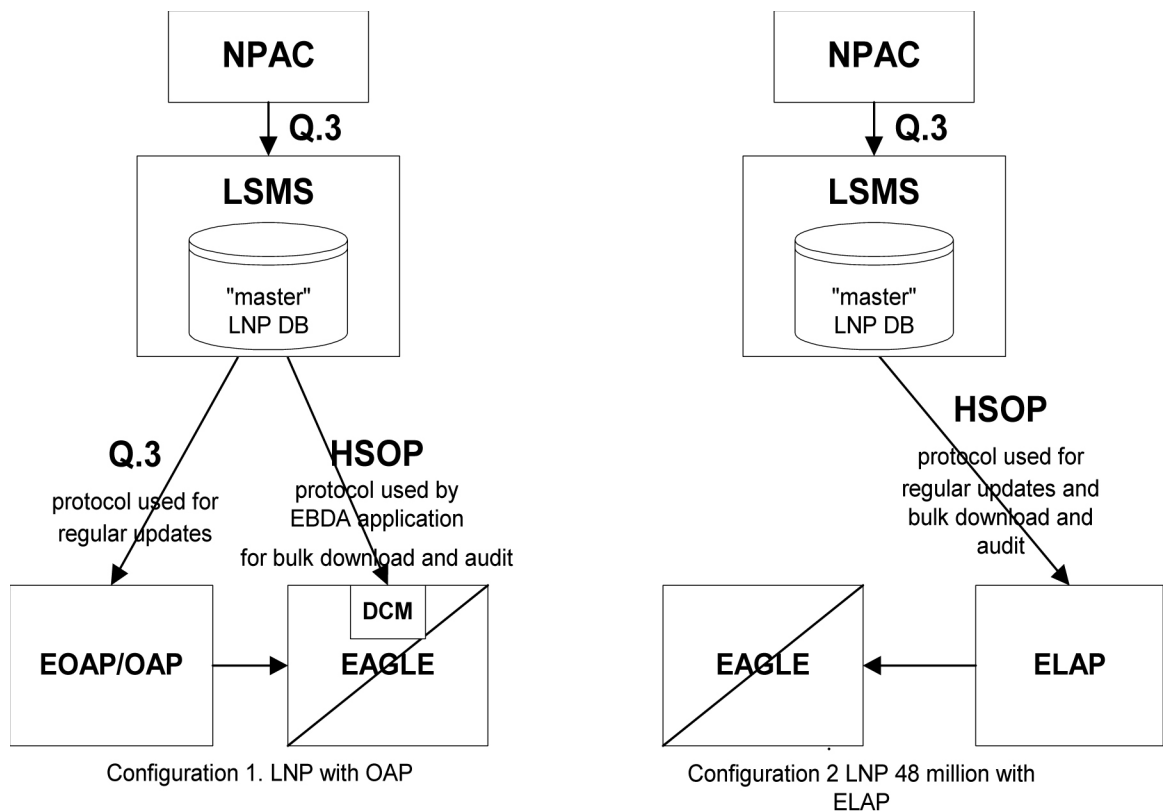 NPAC
Q.3
LSMS
"master"
LNP DB
Q.3
protocol used for
regular updates
HSOP
protocol used by
EBDA application
for bulk download and audit
EOAP/OAP
DCM
EAGLE
Configuration 1. LNP with OAP
NPAC
Q.3
LSMS
"master"
LNP DB
HSOP
protocol used for
regular updates and
bulk download and
audit
EAGLE
ELAP
Configuration 2 LNP 48 million with
ELAP